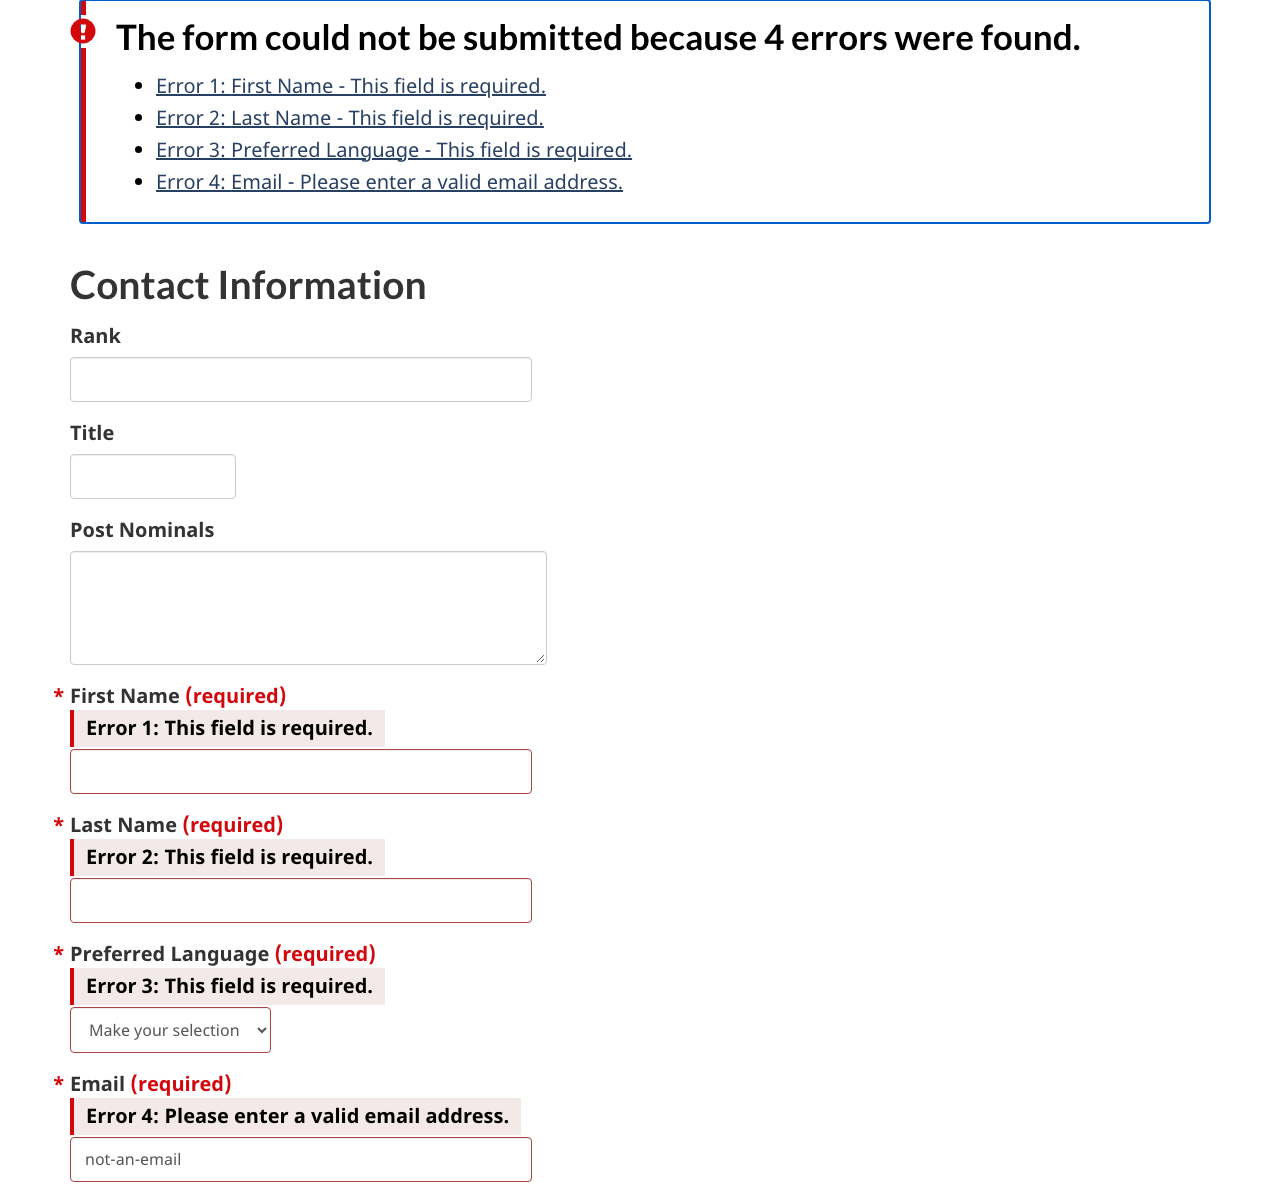 The form could not be submitted because 4 errors were found.
Error 1: First Name - This field is required.
Error 2: Last Name - This field is required.
Error 3: Preferred Language - This field is required.
Error 4: Email - Please enter a valid email address.
Contact Information
Rank
Title
Post Nominals
* First Name (required)
Error 1: This field is required.
* Last Name (required)
Error 2: This field is required.
* Preferred Language (required)
Error 3: This field is required.
Make your selection
* Email (required)
Error 4: Please enter a valid email address.
not-an-email